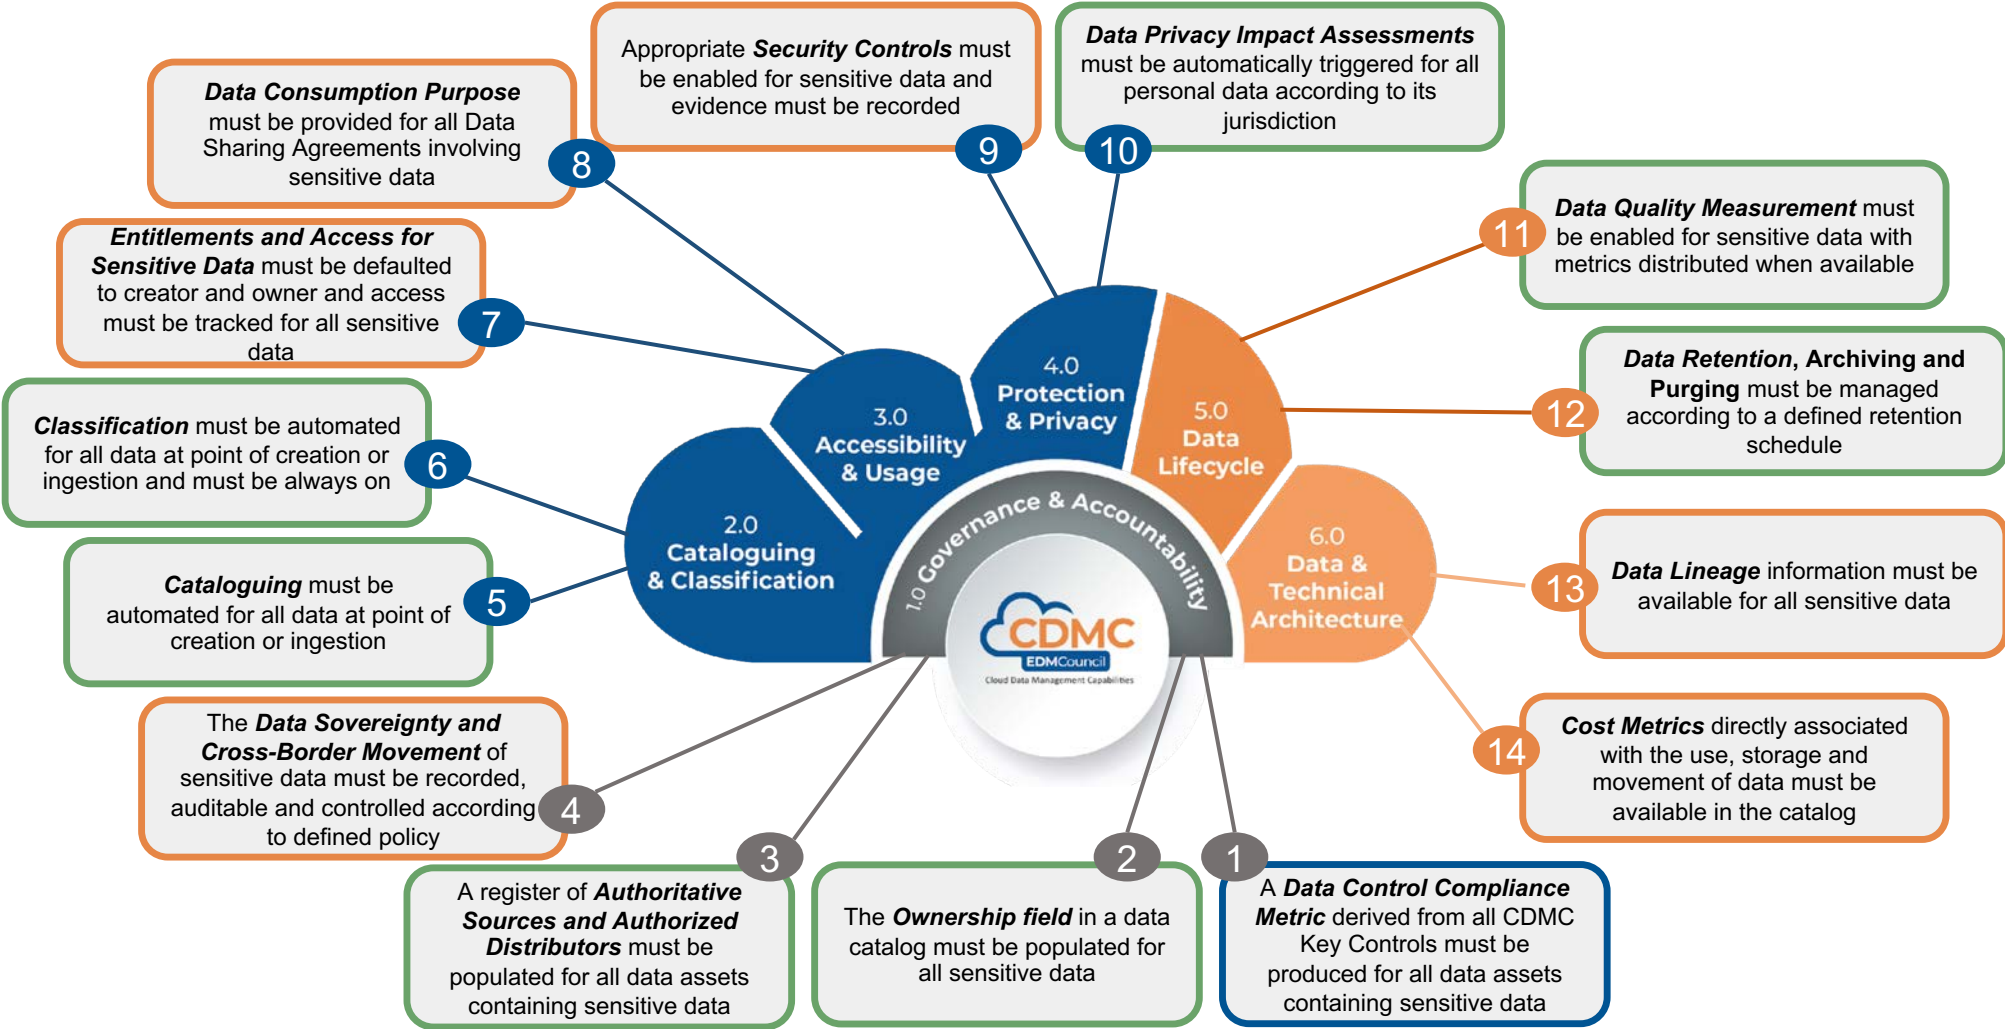 Appropriate Security Controls must
be enabled for sensitive data and
evidence must be recorded
9
Data Privacy Impact Assessments
must be automatically triggered for all
personal data according to its
jurisdiction
10
Data Consumption Purpose
must be provided for all Data
Sharing Agreements involving
sensitive data
8
Data Quality Measurement must
be enabled for sensitive data with
metrics distributed when available
11
Entitlements and Access for
Sensitive Data must be defaulted
to creator and owner and access
must be tracked for all sensitive
data
7
Data Retention, Archiving and
Purging must be managed
according to a defined retention
schedule
12
Classification must be automated
for all data at point of creation or
ingestion and must be always on
6
Cataloguing must be
automated for all data at point of
creation or ingestion
5
2.0
Cataloguing
& Classification
3.0
Accessibility
& Usage
4.0
Protection
& Privacy
5.0
Data
Lifecycle
6.0
Data &
Technical
Architecture
1.0 Governance & Accountability
CDMC
EDMCouncil
Cloud Data Management Capabilities
Data Lineage information must be
available for all sensitive data
13
The Data Sovereignty and
Cross-Border Movement of
sensitive data must be recorded,
auditable and controlled according
to defined policy
4
Cost Metrics directly associated
with the use, storage and
movement of data must be
available in the catalog
14
3
A register of Authoritative
Sources and Authorized
Distributors must be
populated for all data assets
containing sensitive data
2
The Ownership field in a data
catalog must be populated for
all sensitive data
1
A Data Control Compliance
Metric derived from all CDMC
Key Controls must be
produced for all data assets
containing sensitive data